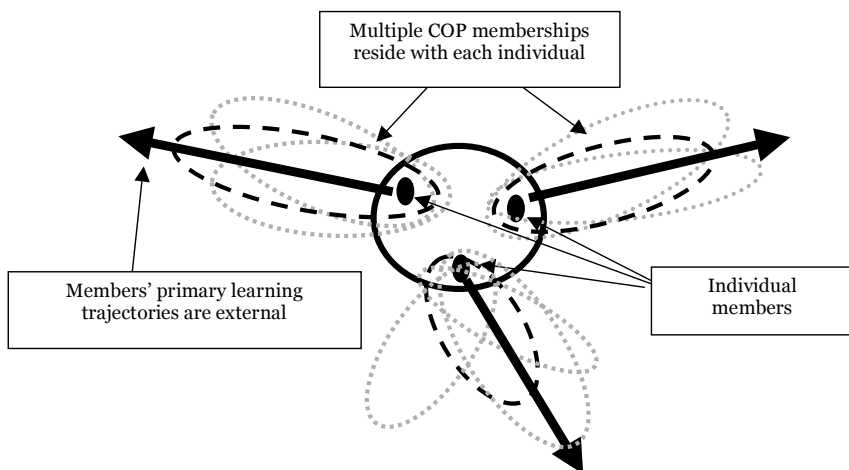 Multiple COP memberships
reside with each individual
Members’ primary learning
trajectories are external
Individual
members